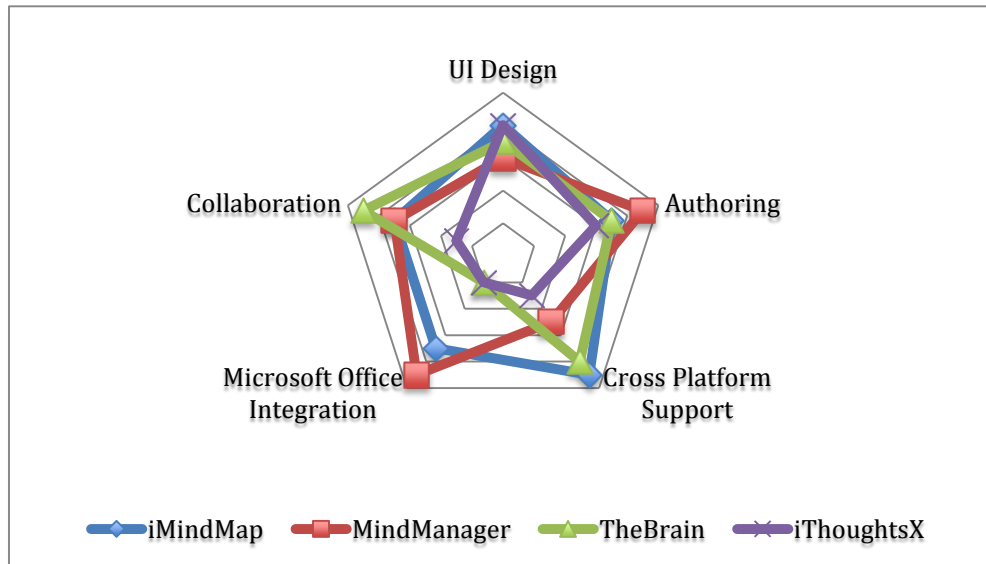 UI Design
Collaboration
Authoring
Microsoft Office
Integration
Cross Platform
Support
iMindMap
MindManager
TheBrain
iThoughtsX